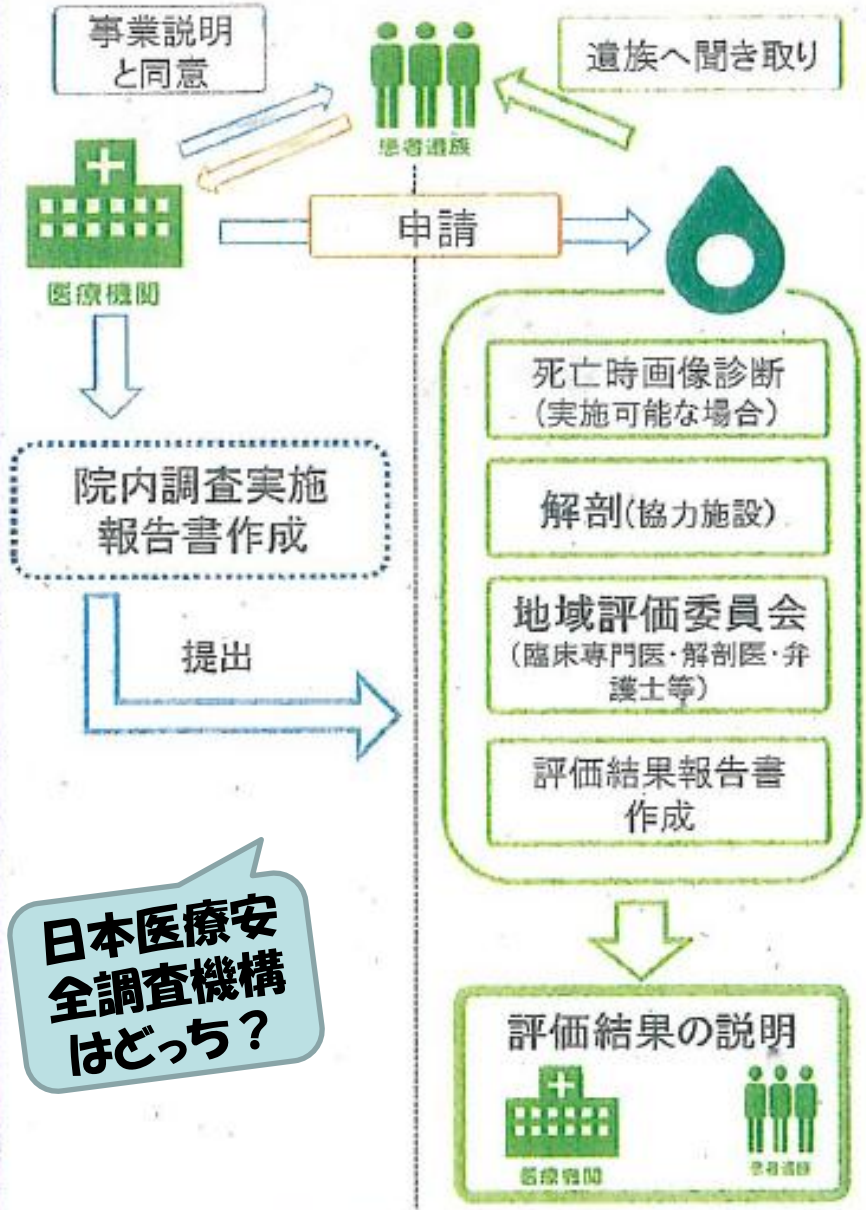 事業説明
と同意
患者遺族
遺族へ聞き取り
医療機関
申請
死亡時画像診断
(実施可能な場合)
解剖(協力施設)
地域評価委員会
(臨床専門医・解剖医・弁
護士等)
評価結果報告書
作成
院内調査実施
報告書作成
提出
日本医療安
全調査機構
はどっち?
評価結果の説明
医療機関
患者遺族